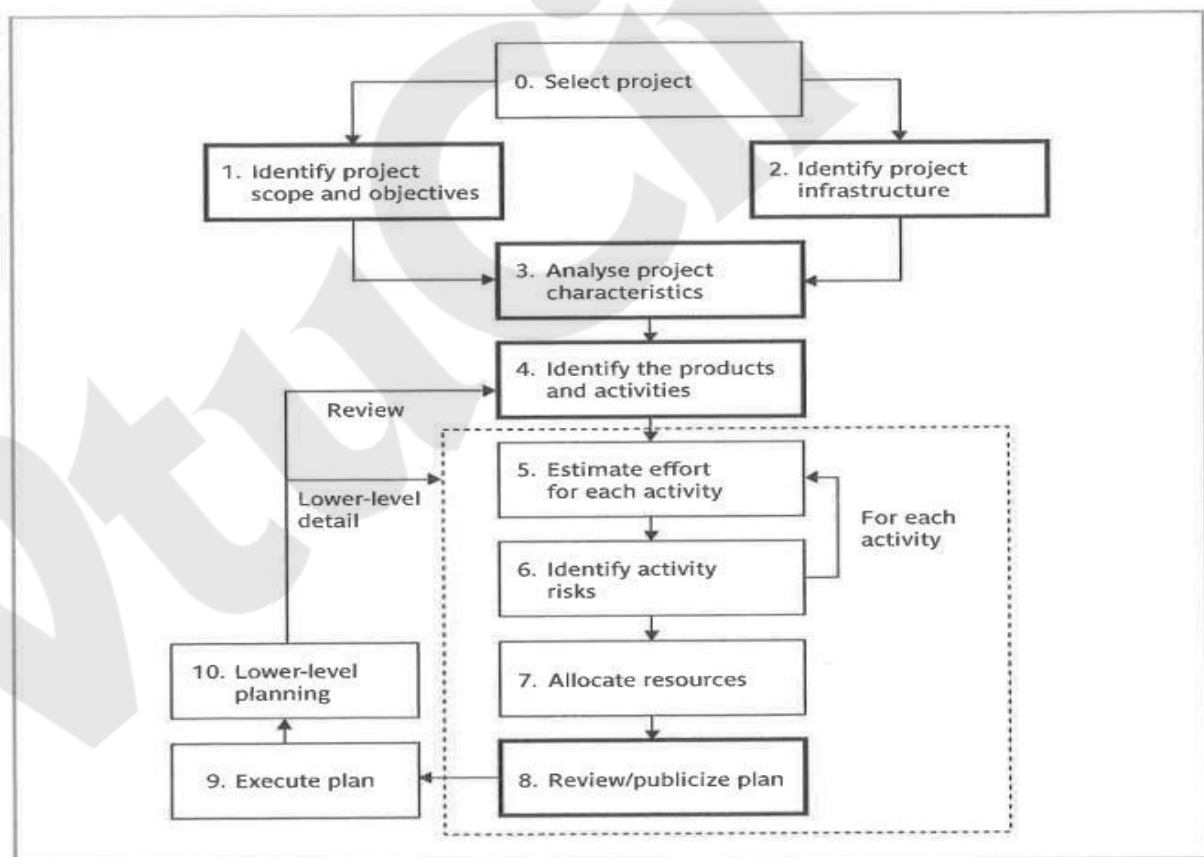 0. Select project
1. Identify project
scope and objectives
2. Identify project
infrastructure
3. Analyse project
characteristics
4. Identify the products
and activities
Review
5. Estimate effort
for each activity
Lower-level
detail
For each
activity
6. Identify activity
risks
10. Lower-level
planning
7. Allocate resources
9. Execute plan
8. Review/publicize plan